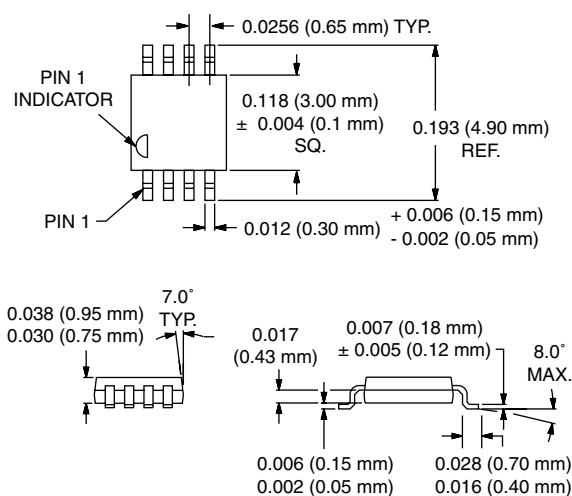 0.0256 (0.65 mm) TYP.
PIN 1
INDICATOR
0.118 (3.00 mm)
± 0.004 (0.1 mm)
SQ.
0.193 (4.90 mm)
REF.
PIN 1
0.012 (0.30 mm)
+ 0.006 (0.15 mm)
- 0.002 (0.05 mm)
0.038 (0.95 mm)
0.030 (0.75 mm)
7.0°
TYP.
0.017
(0.43 mm)
0.007 (0.18 mm)
± 0.005 (0.12 mm)
8.0°
MAX.
0.006 (0.15 mm)
0.002 (0.05 mm)
0.028 (0.70 mm)
0.016 (0.40 mm)